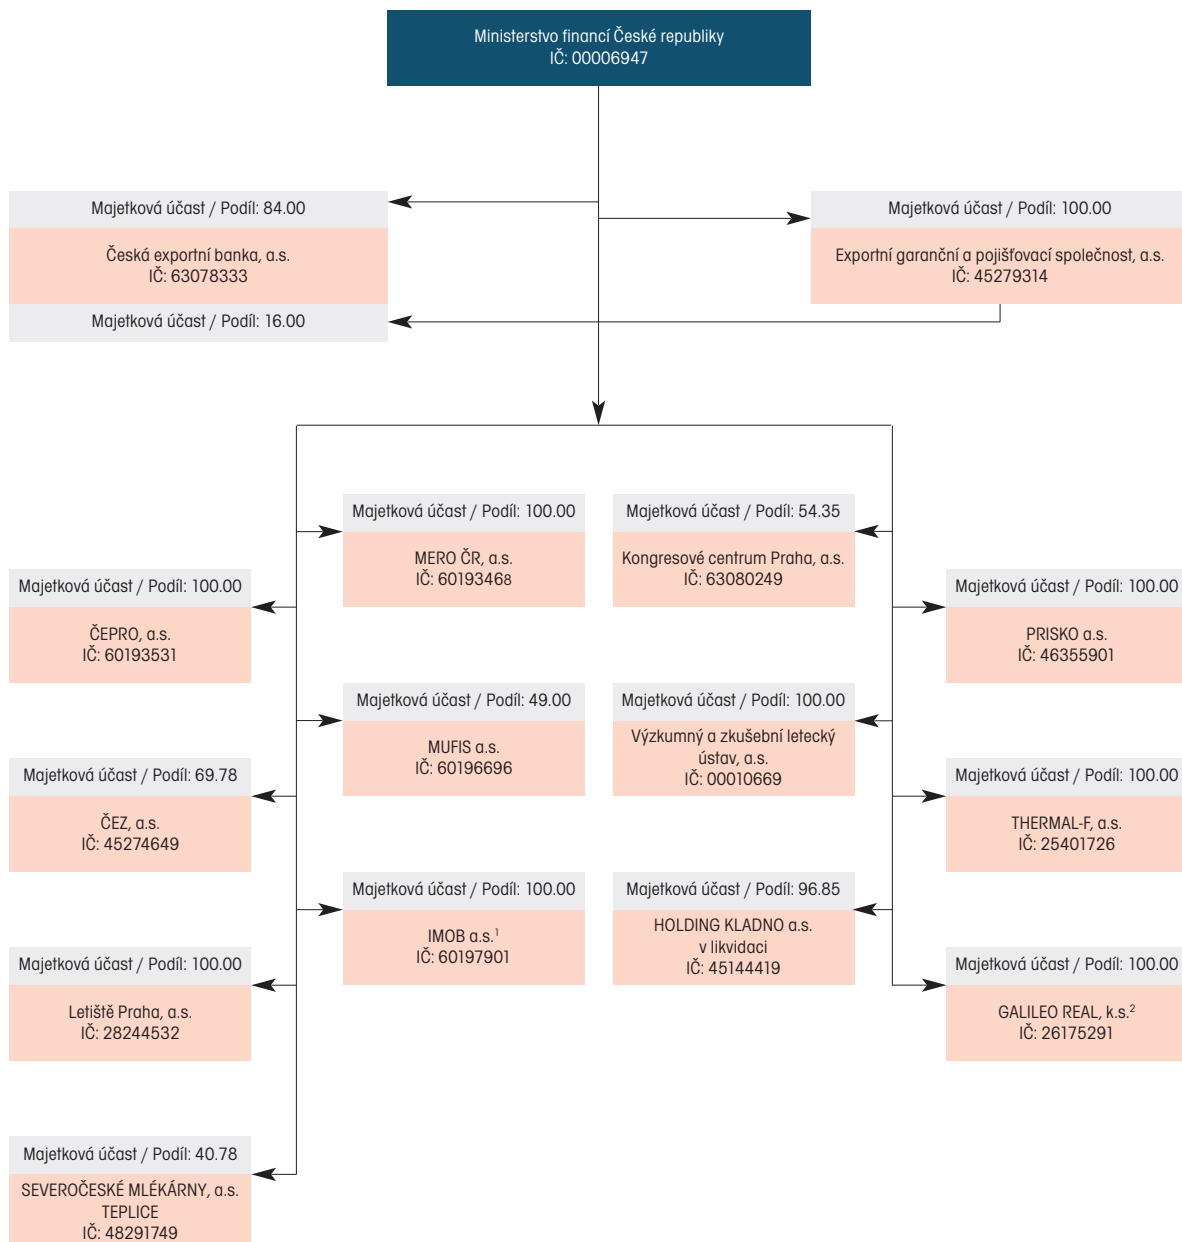 Ministerstvo financí České republiky
IČ: 00006947
Majetková účast / Podíl: 84.00
Česká exportní banka, a.s.
IČ: 63078333
Majetková účast / Podíl: 16.00
Majetková účast / Podíl: 100.00
Exportní garanční a pojišťovací společnost, a.s.
IČ: 45279314
Majetková účast / Podíl: 100.00
MERO ČR, a.s.
IČ: 60193468
Majetková účast / Podíl: 54.35
Kongresové centrum Praha, a.s.
IČ: 63080249
Majetková účast / Podíl: 100.00
ČEPRO, a.s.
IČ: 60193531
Majetková účast / Podíl: 100.00
PRISKO a.s.
IČ: 46355901
Majetková účast / Podíl: 49.00
MUFIS a.s.
IČ: 60196696
Majetková účast / Podíl: 100.00
Výzkumný a zkušební letecký
ústav, a.s.
IČ: 00010669
Majetková účast / Podíl: 69.78
ČEZ, a.s.
IČ: 45274649
Majetková účast / Podíl: 100.00
THERMAL-F, a.s.
IČ: 25401726
Majetková účast / Podíl: 100.00
IMOB a.s.¹
IČ: 60197901
Majetková účast / Podíl: 96.85
HOLDING KLADNO a.s.
v likvidaci
IČ: 45144419
Majetková účast / Podíl: 100.00
Letiště Praha, a.s.
IČ: 28244532
Majetková účast / Podíl: 100.00
GALILEO REAL, k.s.²
IČ: 26175291
Majetková účast / Podíl: 40.78
SEVEROČESKÉ MLÉKÁRNY, a.s.
TEPLICE
IČ: 48291749